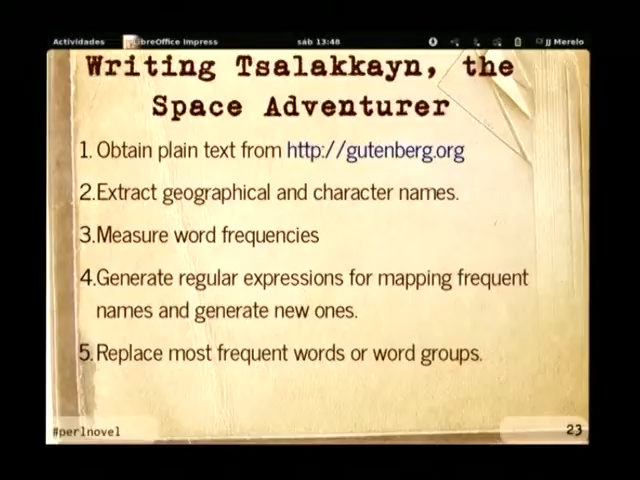 Actividades LibreOffice Impress sáb 13:48 JJ Merelo
Writing Tsalakkayn, the
Space Adventurer
1. Obtain plain text from http://gutenberg.org
2.Extract geographical and character names.
3.Measure word frequencies
4.Generate regular expressions for mapping frequent
names and generate new ones.
5.Replace most frequent words or word groups.
#perlnovel 23